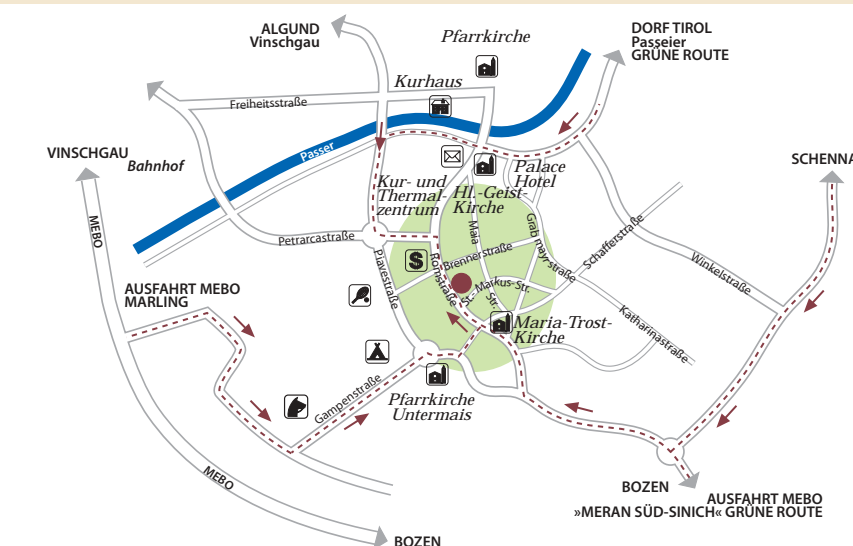 ALGUND
Vinschgau
Pfarrkirche
DORF TIROL
Passeier
GRÜNE ROUTE
Kurhaus
Freiheitsstraße
VINSCHGAU
Bahnhof
Passer
SCHENNA
Palace
Hotel
Kur- und
Thermal-
zentrum
Hl.-Geist-
Kirche
MEBO
Petrarcastraße
Maia
Str.
Grabmayrstraße
Schafferstraße
Brennerstraße
Romstraße
Piavestraße
Winkelstraße
$
St.-Markus-Str.
AUSFAHRT MEBO
MARLING
Katharinastraße
Maria-Trost-
Kirche
Gampenstraße
Pfarrkirche
Untermais
MEBO
BOZEN
AUSFAHRT MEBO
»MERAN SÜD-SINICH« GRÜNE ROUTE
BOZEN